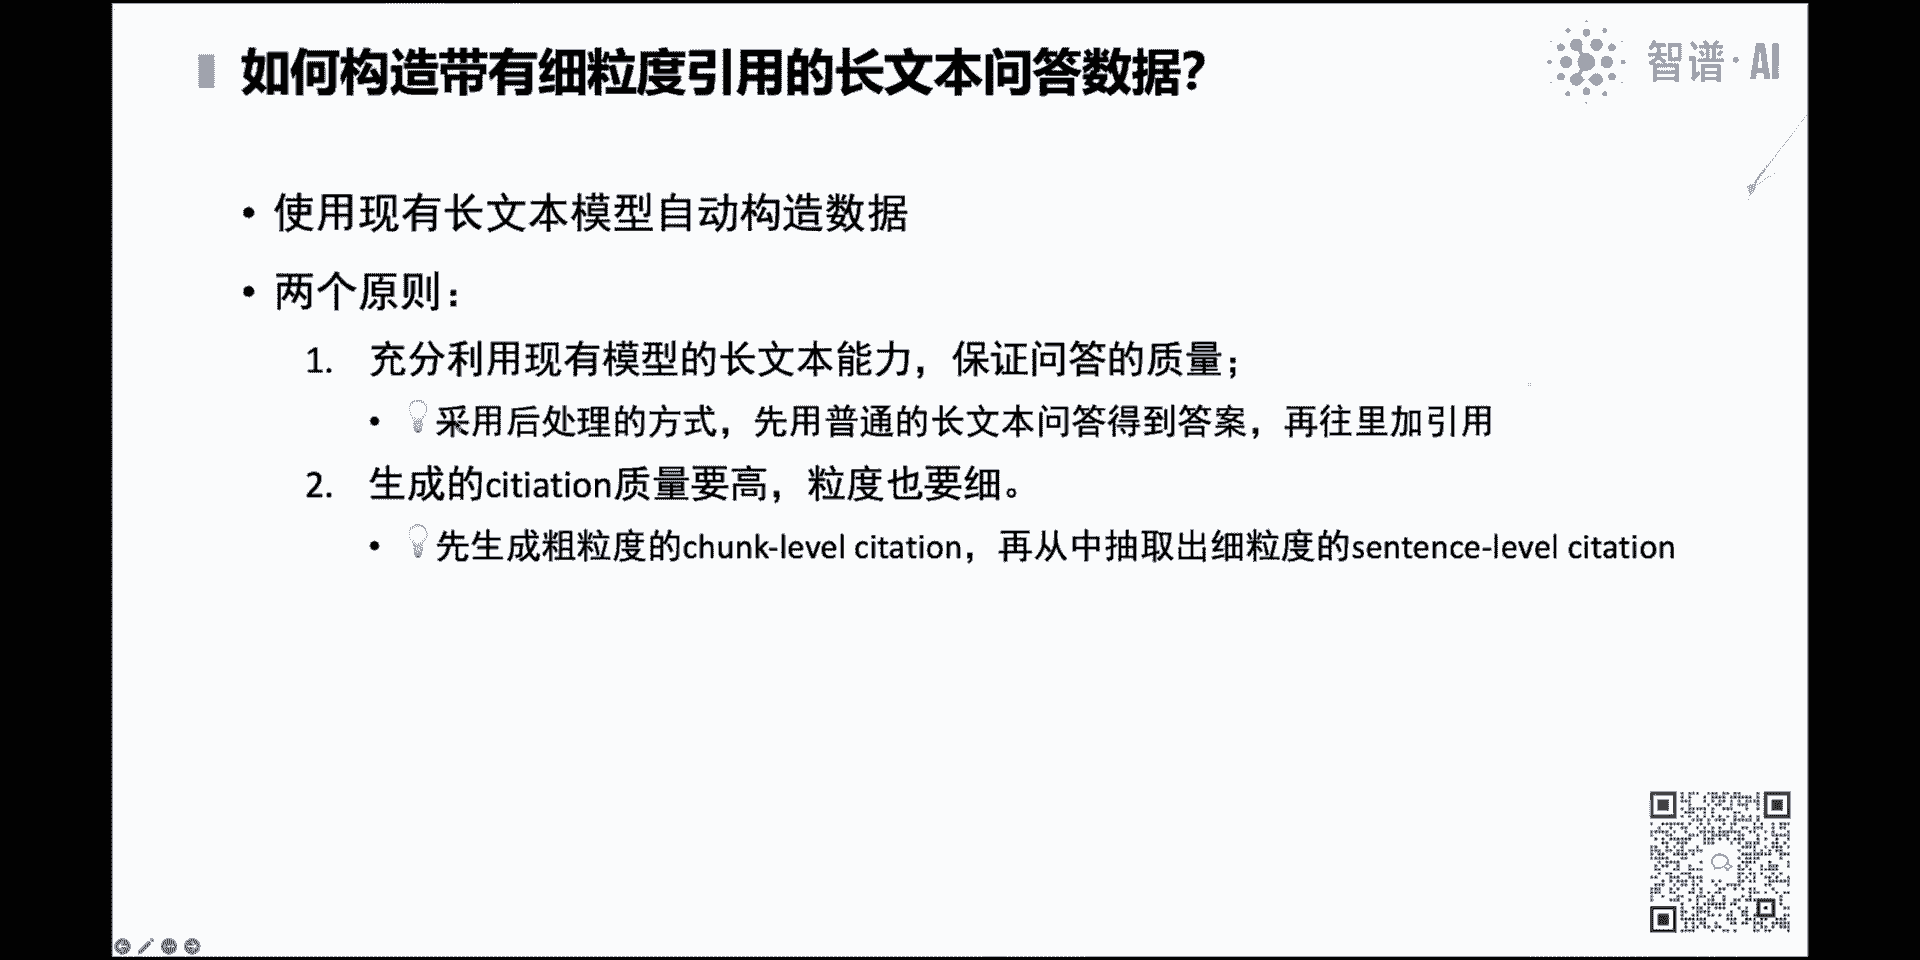 如何构造带有细粒度引用的长文本问答数据?
智谱·AI
• 使用现有长文本模型自动构造数据
• 两个原则：
1. 充分利用现有模型的长文本能力，保证问答的质量；
• 采用后处理的方式，先用普通的长文本问答得到答案，再往里加引用
2. 生成的citiation质量要高，粒度也要细。
• 先生成粗粒度的chunk-level citation，再从中抽取出细粒度的sentence-level citation